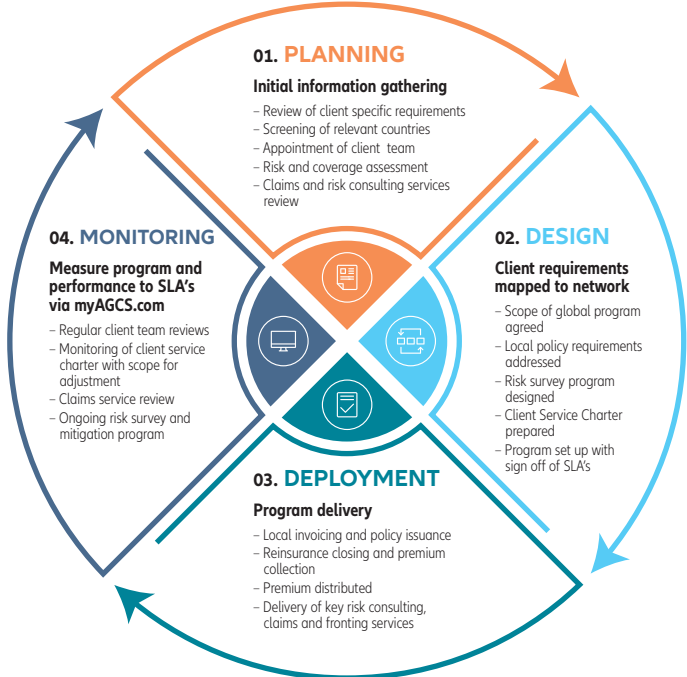 01. PLANNING
Initial information gathering
– Review of client specific requirements
– Screening of relevant countries
– Appointment of client team
– Risk and coverage assessment
– Claims and risk consulting services
review
02. DESIGN
Client requirements
mapped to network
– Scope of global program
agreed
– Local policy requirements
addressed
– Risk survey program
designed
– Client Service Charter
prepared
– Program set up with
sign off of SLA's
03. DEPLOYMENT
Program delivery
– Local invoicing and policy issuance
– Reinsurance closing and premium
collection
– Premium distributed
– Delivery of key risk consulting,
claims and fronting services
04. MONITORING
Measure program and
performance to SLA's
via myAGCS.com
– Regular client team reviews
– Monitoring of client service
charter with scope for
adjustment
– Claims service review
– Ongoing risk survey and
mitigation program